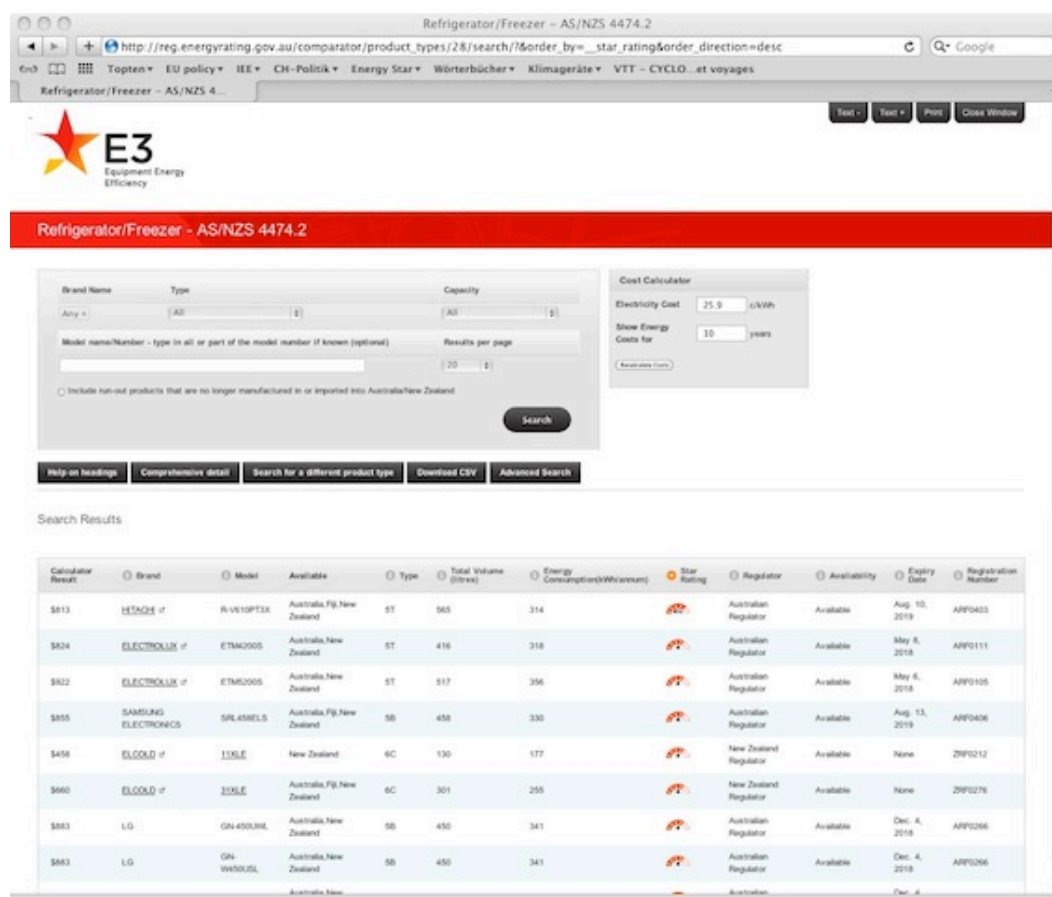 Refrigerator/Freezer - AS/NZS 4474.2
http://reg.energyrating.gov.au/comparator/product_types/28/search/?&order_by=__star_rating&order_direction=desc
Google
Topten EU policy IEE CH-Politik Energy Star Wörterbücher Klimageräte VTT - CYCLO...et voyages
Refrigerator/Freezer - AS/NZS 4...
Text - Text + Print Close Window
E3
Equipment Energy
Efficiency
Refrigerator/Freezer - AS/NZS 4474.2
Brand Name Type Capacity
Any All All
Model name/Number - type in all or part of the model number if known (optional) Results per page
20
Include run-out products that are no longer manufactured in or imported into Australia/New Zealand
Search
Cost Calculator
Electricity Cost 25.9 c/kWh
Show Energy
Costs for 10 years
Recalculate Costs
Help on headings Comprehensive detail Search for a different product type Download CSV Advanced Search
Search Results
Calculator Result Brand Model Available Type Total Volume (litres) Energy Consumption(kWh/annum) Star Rating Regulator Availability Expiry Date Registration Number
$813 HITACHI R-V610PT3X Australia,Fiji,New Zealand 5T 565 314 Australian Regulator Available Aug. 10, 2019 ARF0403
$824 ELECTROLUX ETM4200S Australia,New Zealand 5T 416 318 Australian Regulator Available May 8, 2018 ARF0111
$922 ELECTROLUX ETM5200S Australia,New Zealand 5T 517 356 Australian Regulator Available May 6, 2018 ARF0105
$855 SAMSUNG ELECTRONICS SRL458ELS Australia,Fiji,New Zealand 5B 458 330 Australian Regulator Available Aug. 13, 2019 ARF0406
$458 ELCOLD 11XLE New Zealand 6C 130 177 New Zealand Regulator Available None ZRF0212
$660 ELCOLD 31XLE Australia,Fiji,New Zealand 6C 301 255 New Zealand Regulator Available None ZRF0276
$883 LG GN-450UWL Australia,New Zealand 5B 450 341 Australian Regulator Available Dec. 4, 2018 ARF0266
$883 LG GN-W450USL Australia,New Zealand 5B 450 341 Australian Regulator Available Dec. 4, 2018 ARF0266
Australia,New Australian Dec. 4,